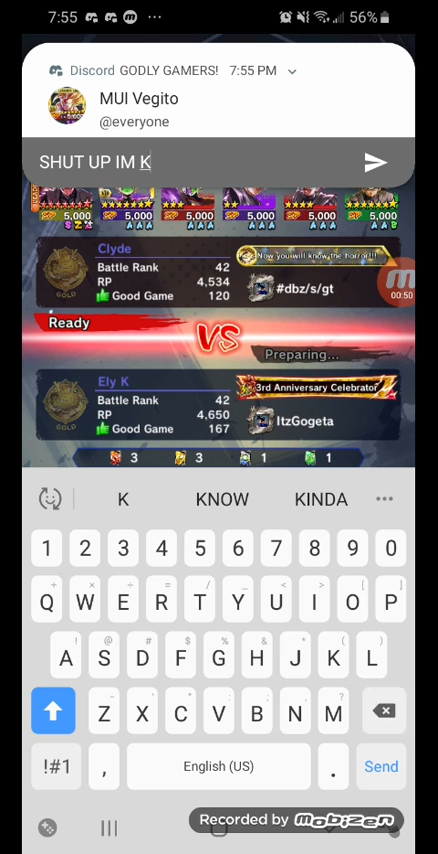 7:55 ··· 56%
Discord GODLY GAMERS! 7:55 PM
MUI Vegito
@everyone
SHUT UP IM K
5,000 5,000 5,000 5,000 5,000 5,000
Clyde
Now you will know the horror!!!
Battle Rank 42
RP 4,534
#dbz/s/gt
Good Game 120
GOLD
00:50
Ready
VS
Preparing...
Ely K
3rd Anniversary Celebrator
Battle Rank 42
RP 4,650
ItzGogeta
Good Game 167
GOLD
3 3 1 1
K KNOW KINDA ···
1 2 3 4 5 6 7 8 9 0
+ × ÷ = / _ < > [ ]
Q W E R T Y U I O P
! @ # $ % & * ( )
A S D F G H J K L
- ' " : ; ?
Z X C V B N M
!#1 , English (US) . Send
Recorded by mobizen